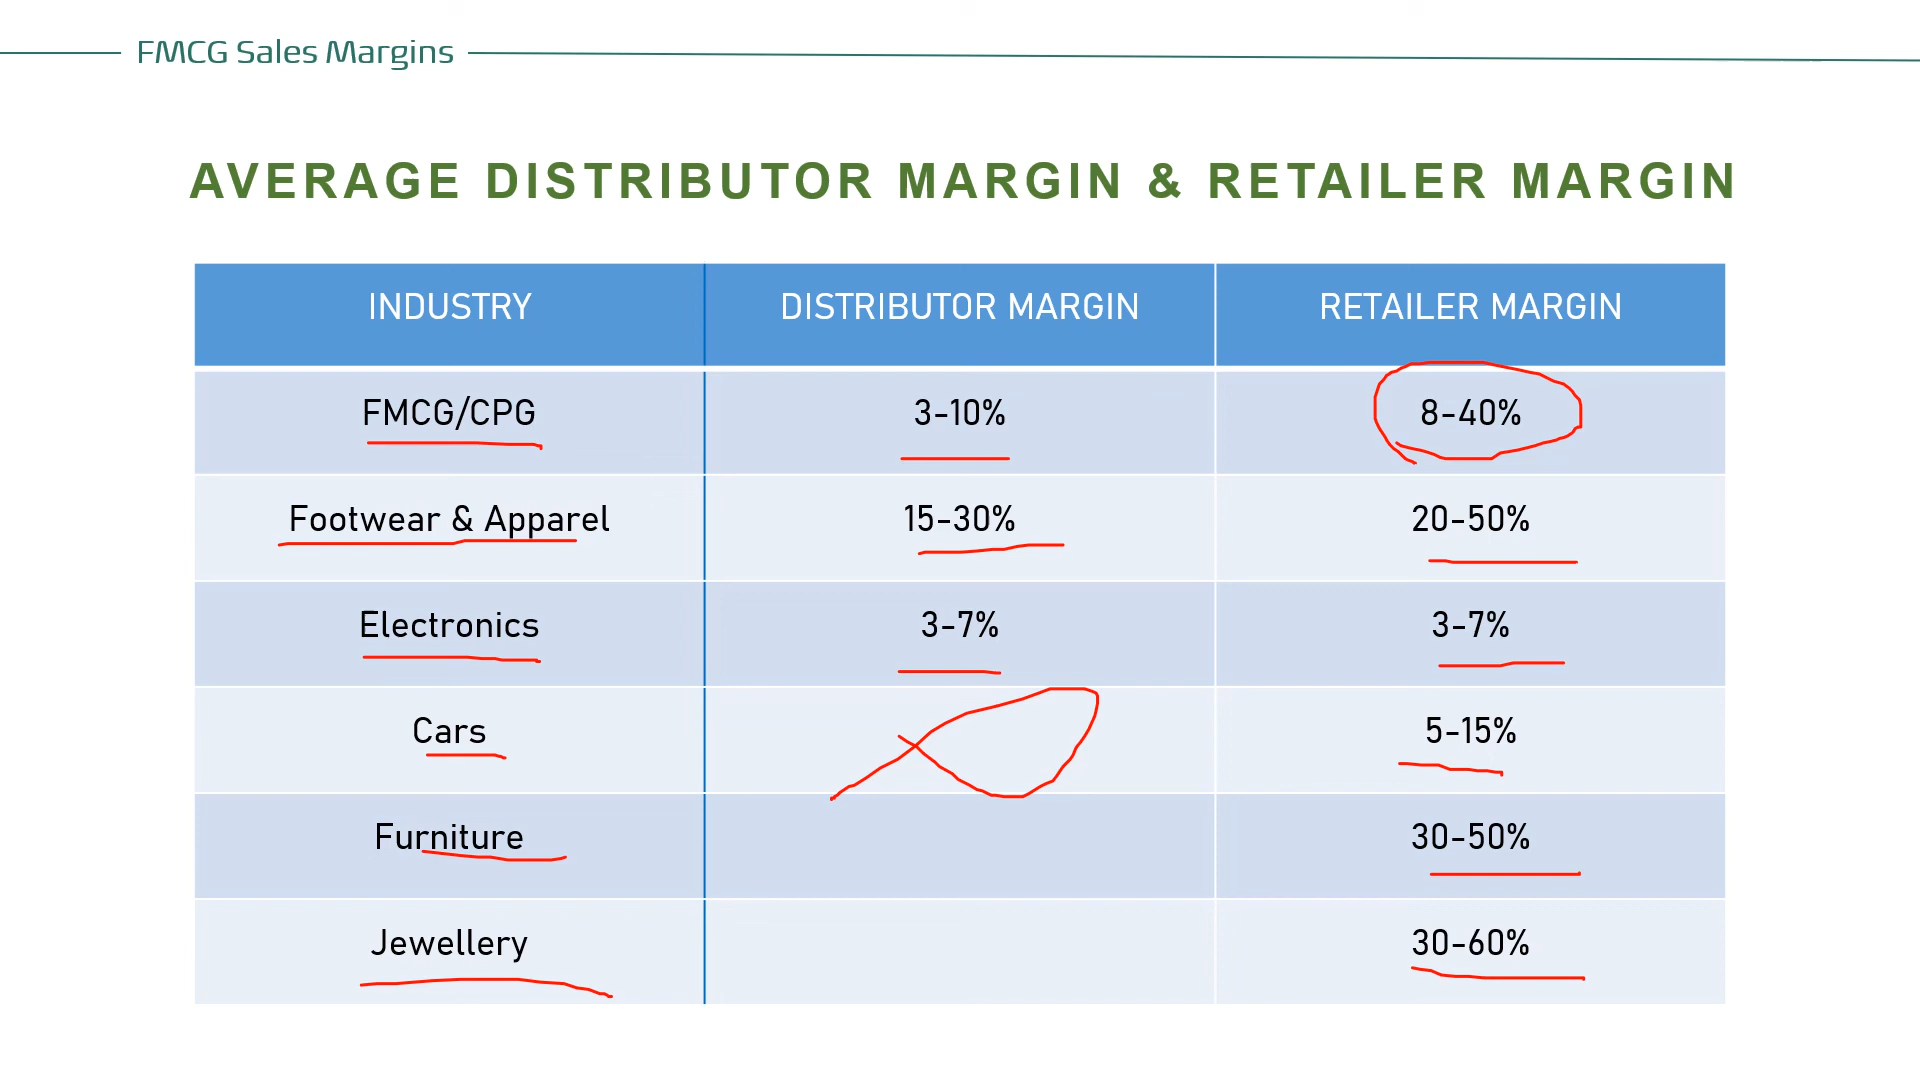 FMCG Sales Margins
AVERAGE DISTRIBUTOR MARGIN & RETAILER MARGIN
INDUSTRY DISTRIBUTOR MARGIN RETAILER MARGIN
FMCG/CPG 3-10% 8-40%
Footwear & Apparel 15-30% 20-50%
Electronics 3-7% 3-7%
Cars 5-15%
Furniture 30-50%
Jewellery 30-60%